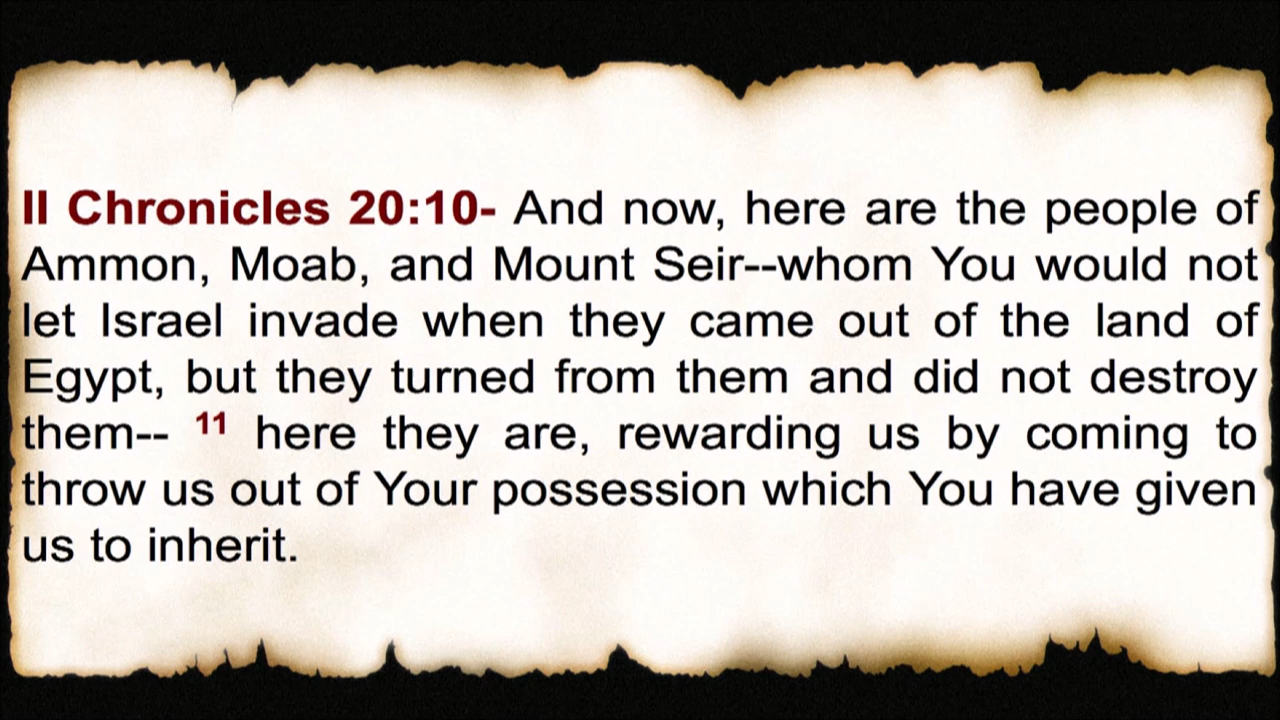 II Chronicles 20:10- And now, here are the people of
Ammon, Moab, and Mount Seir--whom You would not
let Israel invade when they came out of the land of
Egypt, but they turned from them and did not destroy
them-- 11 here they are, rewarding us by coming to
throw us out of Your possession which You have given
us to inherit.